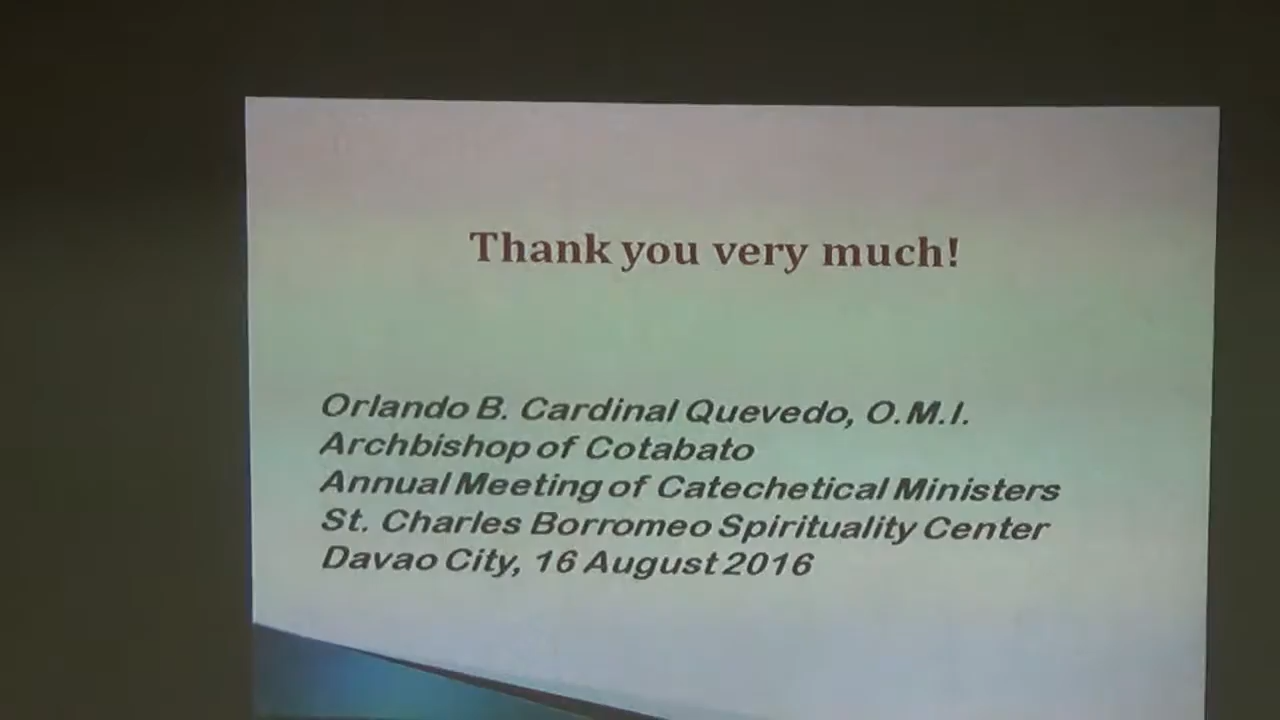 Thank you very much!
Orlando B. Cardinal Quevedo, O.M.I.
Archbishop of Cotabato
Annual Meeting of Catechetical Ministers
St. Charles Borromeo Spirituality Center
Davao City, 16 August 2016